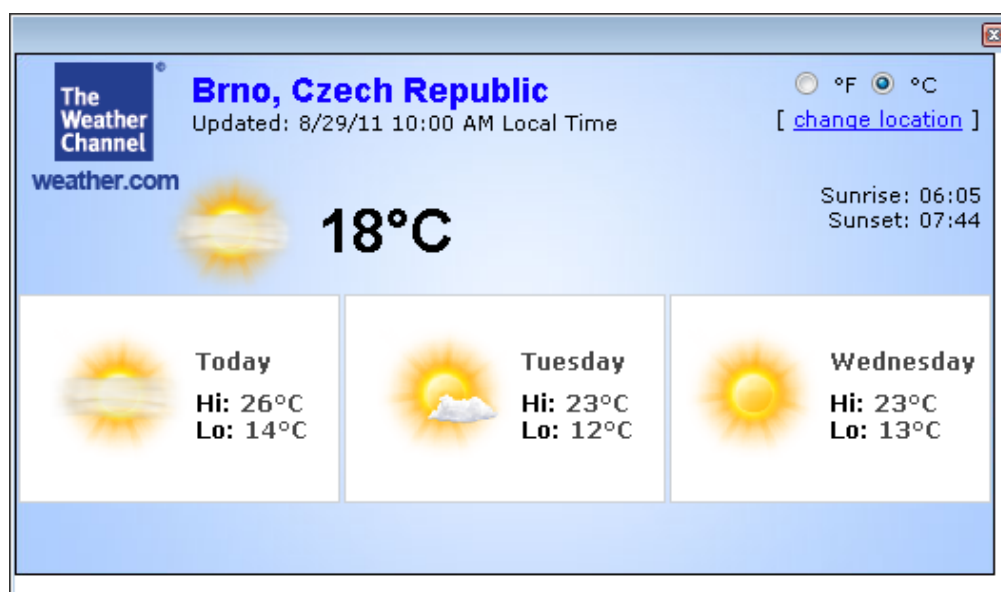 The
Weather
Channel
©
weather.com
Brno, Czech Republic
Updated: 8/29/11 10:00 AM Local Time
°F °C
[ change location ]
18°C
Sunrise: 06:05
Sunset: 07:44
Today
Hi: 26°C
Lo: 14°C
Tuesday
Hi: 23°C
Lo: 12°C
Wednesday
Hi: 23°C
Lo: 13°C